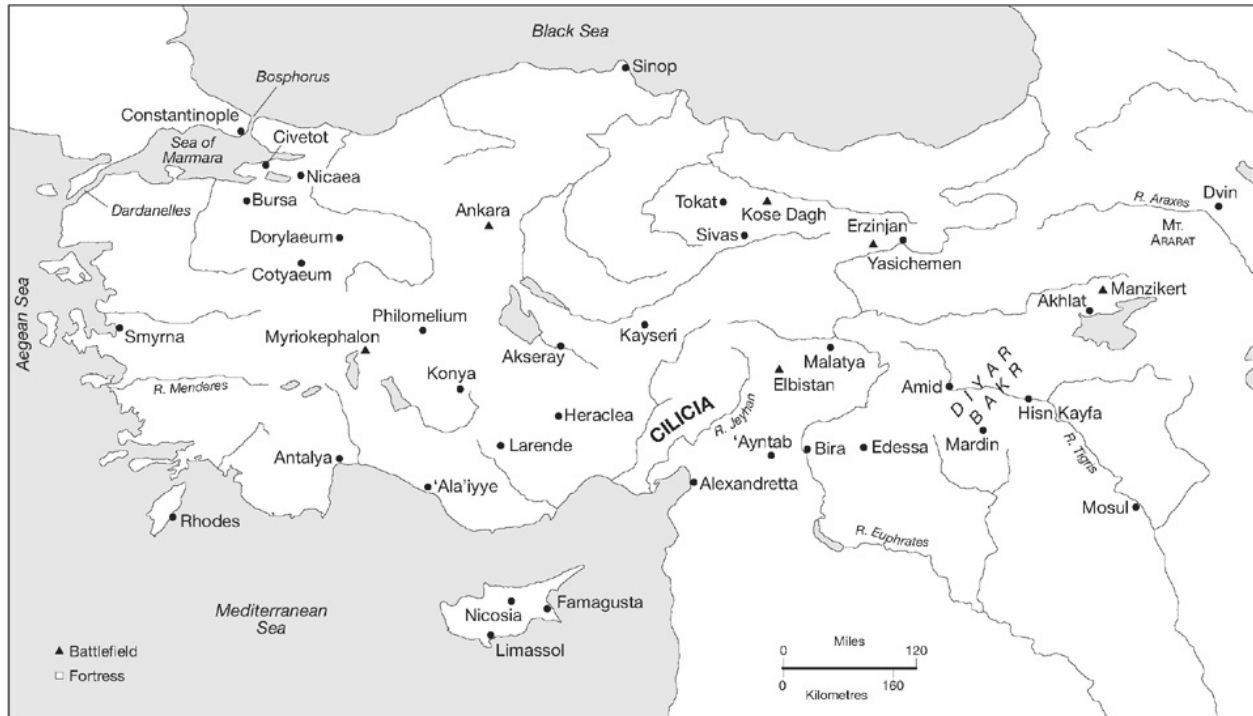 Black Sea
Sinop
Bosphorus
Constantinople
Civetot
Sea of
Marmara
Nicaea
Dardanelles
Bursa
Ankara
Tokat
Kose Dagh
Sivas
Erzinjan
Yasichemen
R. Araxes
Dvin
MT.
ARARAT
Dorylaeum
Cotyaeum
Aegean Sea
Smyrna
Philomelium
Myriokephalon
Akseray
Kayseri
Malatya
Elbistan
Akhlat
Manzikert
R. Menderes
Konya
Heraclea
CILICIA
R. Jeyhan
Amid
DIYAR
BAKR
Hisn Kayfa
Mardin
R. Tigris
Larende
'Ayntab
Bira
Edessa
Antalya
'Ala'iyye
Alexandretta
Mosul
Rhodes
R. Euphrates
Mediterranean
Sea
Nicosia
Famagusta
Limassol
Battlefield
Fortress
0 Miles 120
0 160
Kilometres